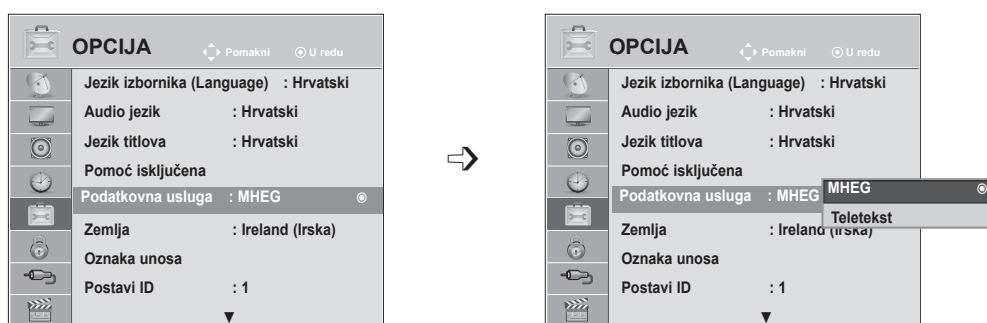 OPCIJA Pomakni U redu
Jezik izbornika (Language) : Hrvatski
Audio jezik : Hrvatski
Jezik titlova : Hrvatski
Pomoć isključena
Podatkovna usluga : MHEG
Zemlja : Ireland (Irska)
Oznaka unosa
Postavi ID : 1
OPCIJA Pomakni U redu
Jezik izbornika (Language) : Hrvatski
Audio jezik : Hrvatski
Jezik titlova : Hrvatski
Pomoć isključena
Podatkovna usluga : MHEG
MHEG
Teletekst
Zemlja : Ireland (Irska)
Oznaka unosa
Postavi ID : 1